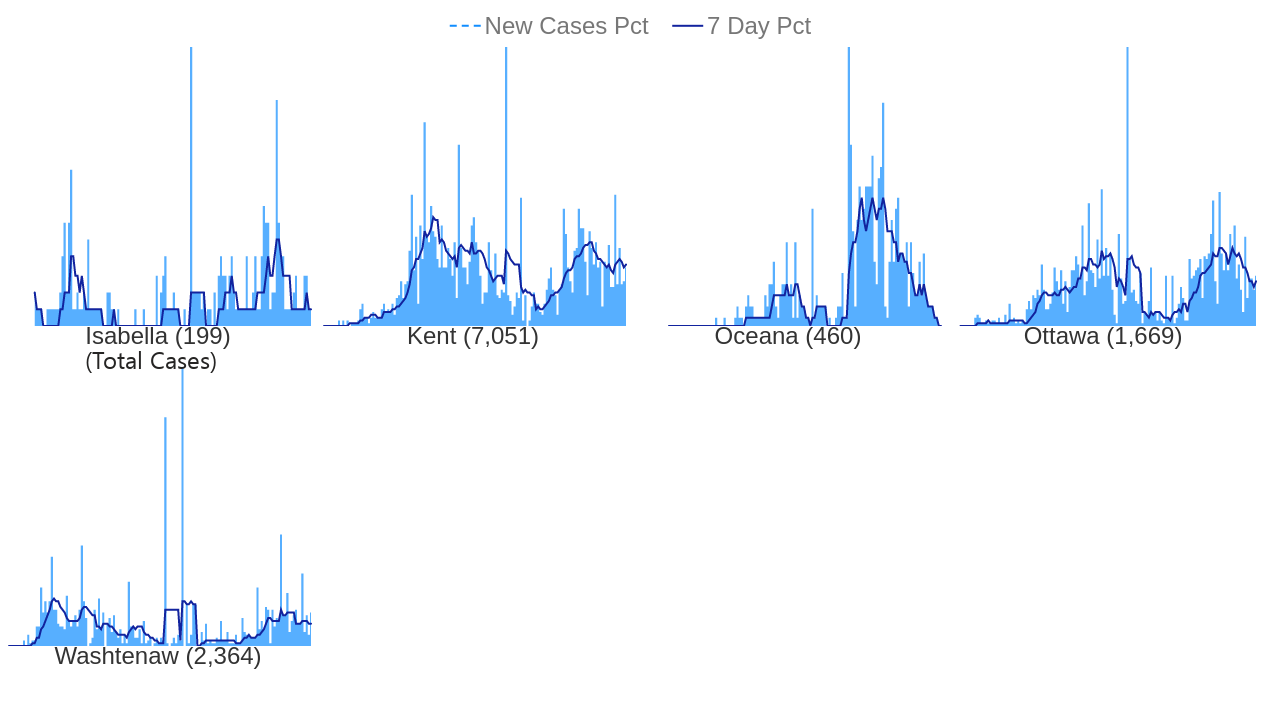 New Cases Pct 7 Day Pct
Isabella (199) Kent (7,051) Oceana (460) Ottawa (1,669)
(Total Cases)
Washtenaw (2,364)